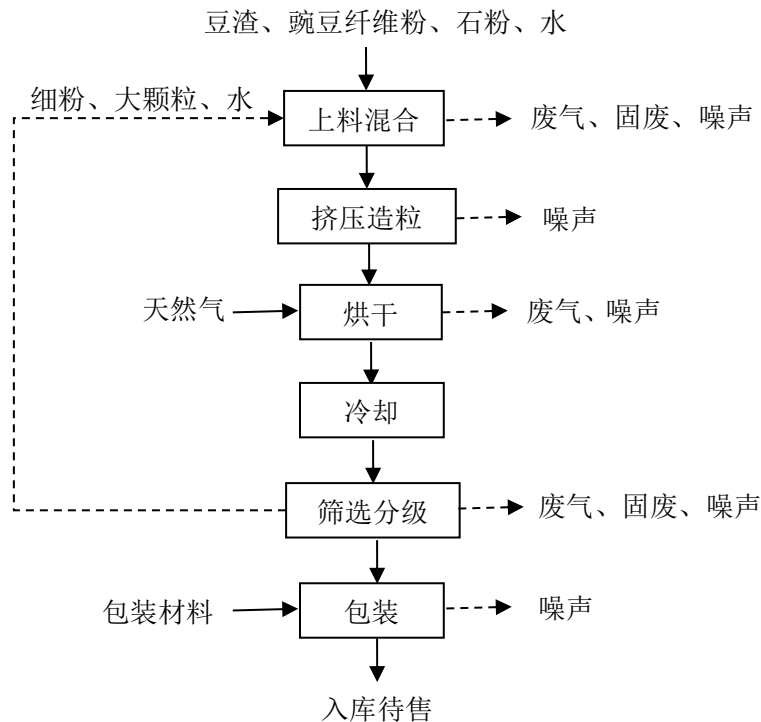 豆渣、豌豆纤维粉、石粉、水
细粉、大颗粒、水
上料混合
废气、固废、噪声
挤压造粒
噪声
天然气
烘干
废气、噪声
冷却
筛选分级
废气、固废、噪声
包装材料
包装
噪声
入库待售